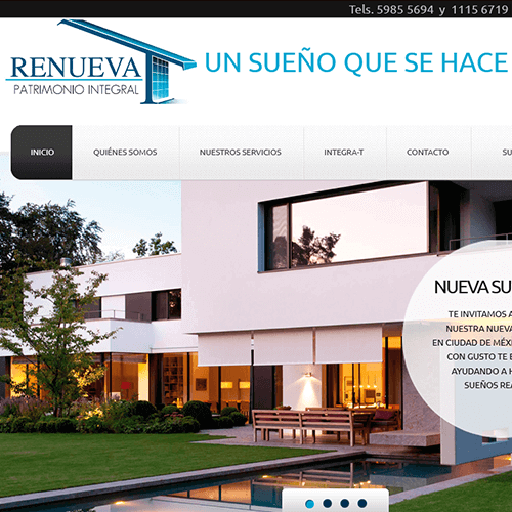 Tells. 5985 5694 y 1115 6719
RENUEVA
PATRIMONIO INTEGRAL
UN SUEÑO QUE SE HACE
INICIO
QUIÉNES SOMOS
NUESTROS SERVICIOS
INTEGRA-T
CONTACTO
SU
NUEVA SU
TE INVITAMOS A
NUESTRA NUEVA
EN CIUDAD DE MÉXI
CON GUSTO TE
AYUDANDO A
SUEÑOS REA